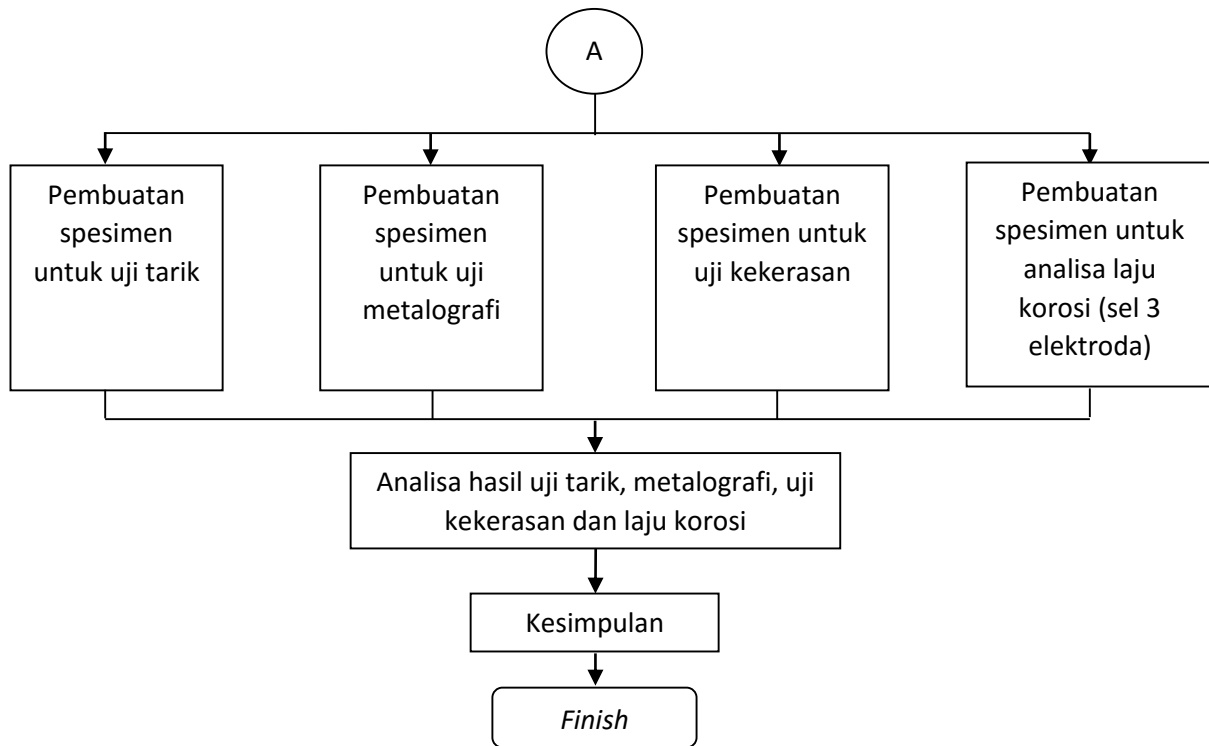 A
Pembuatan
spesimen
untuk uji tarik
Pembuatan
spesimen
untuk uji
metalografi
Pembuatan
spesimen untuk
uji kekerasan
Pembuatan
spesimen untuk
analisa laju
korosi (sel 3
elektroda)
Analisa hasil uji tarik, metalografi, uji
kekerasan dan laju korosi
Kesimpulan
Finish